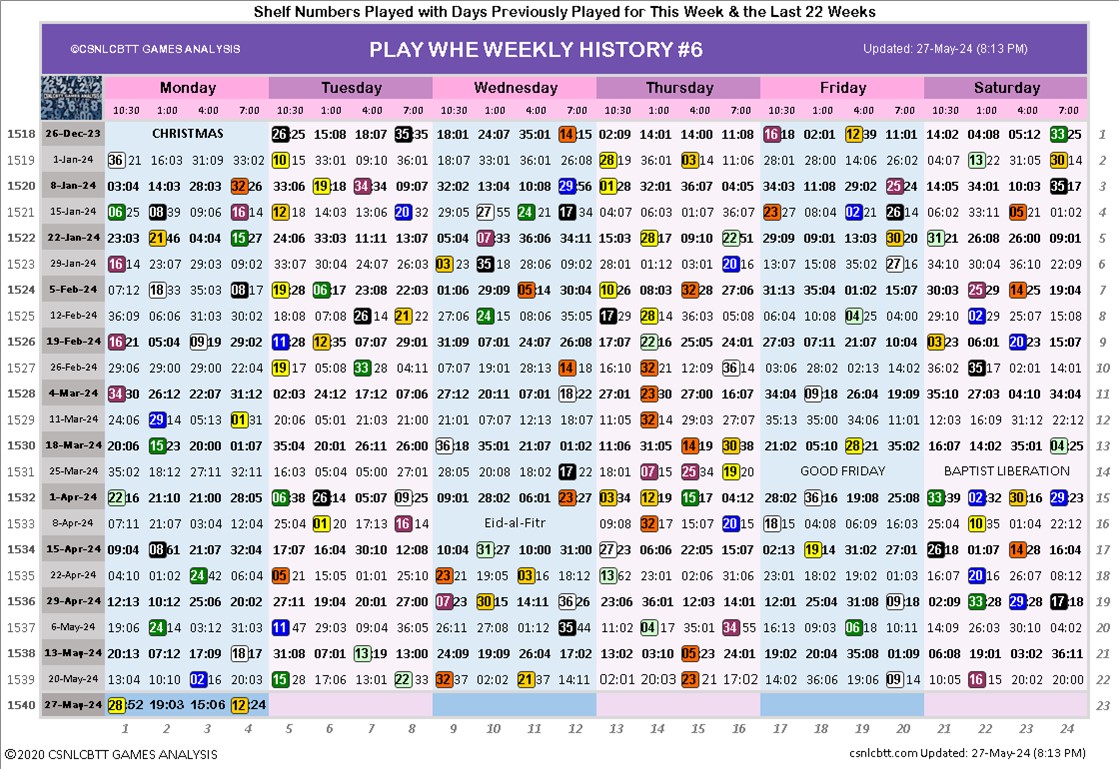 Shelf Numbers Played with Days Previously Played for This Week & the Last 22 Weeks
©CSNLCBTT GAMES ANALYSIS PLAY WHE WEEKLY HISTORY #6 Updated: 27-May-24 (8:13 PM)
Monday Tuesday Wednesday Thursday Friday Saturday
10:30 1:00 4:00 7:00 10:30 1:00 4:00 7:00 10:30 1:00 4:00 7:00 10:30 1:00 4:00 7:00 10:30 1:00 4:00 7:00 10:30 1:00 4:00 7:00
1518 26-Dec-23 CHRISTMAS 26:25 15:08 18:07 35:35 18:01 24:07 35:01 14:15 02:09 14:01 14:00 11:08 16:18 02:01 12:39 11:01 14:02 04:08 05:12 33:25 1
1519 1-Jan-24 36:21 16:03 31:09 33:02 10:15 33:01 09:10 36:01 18:07 33:01 36:01 26:08 28:19 36:01 03:14 11:06 28:01 28:00 14:06 26:02 04:07 13:22 31:05 30:14 2
1520 8-Jan-24 03:04 14:03 28:03 32:26 33:06 19:18 34:34 09:07 32:02 13:04 10:08 29:56 01:28 32:01 36:07 04:05 34:03 11:08 29:02 25:24 14:05 34:01 10:03 35:17 3
1521 15-Jan-24 06:25 08:39 09:06 16:14 12:18 14:03 13:06 20:32 29:05 27:55 24:21 17:34 04:07 06:03 01:07 36:07 23:27 08:04 02:21 26:14 06:02 33:11 05:21 01:02 4
1522 22-Jan-24 23:03 21:46 04:04 15:27 24:06 33:03 11:11 13:07 05:04 07:33 36:06 34:11 15:03 28:17 09:10 22:51 29:09 09:01 13:03 30:20 31:21 26:08 26:00 09:01 5
1523 29-Jan-24 16:14 23:07 29:03 09:02 33:07 30:04 24:07 26:03 03:23 35:18 28:06 09:02 28:01 01:12 03:01 20:16 13:07 15:08 35:02 27:16 34:10 30:04 36:10 22:09 6
1524 5-Feb-24 07:12 18:33 35:04 08:17 19:28 06:17 23:08 22:03 01:06 29:09 05:14 01:01 10:26 08:03 32:28 27:06 31:13 35:04 01:04 15:07 30:03 25:29 14:25 19:04 7
1525 12-Feb-24 36:09 06:06 31:03 30:02 18:08 07:08 26:14 21:22 27:06 24:15 08:06 35:05 17:29 28:14 36:03 05:08 06:04 10:08 04:25 04:00 29:10 02:29 25:07 15:08 8
1526 19-Feb-24 16:21 05:04 09:19 29:02 11:28 12:35 07:07 29:01 31:09 07:01 24:07 26:08 17:07 22:16 25:05 24:01 27:03 07:11 21:07 10:10 03:23 06:01 20:23 15:07 9
1527 26-Feb-24 29:06 29:00 29:00 22:04 19:17 05:08 33:28 07:06 07:07 19:01 28:13 14:18 16:10 32:21 12:09 36:14 03:06 28:02 02:13 14:02 36:02 35:17 02:01 14:01 10
1528 4-Mar-24 34:30 26:12 22:07 31:12 02:03 24:12 17:12 07:06 27:12 20:11 07:01 18:22 27:01 23:30 27:00 16:07 34:04 09:18 26:04 19:09 35:10 27:03 04:10 34:04 11
1529 11-Mar-24 24:06 29:14 05:13 01:31 20:06 05:01 21:03 21:00 21:01 07:07 12:13 18:07 11:05 32:14 29:03 27:07 35:13 35:00 34:06 11:01 12:03 16:09 31:12 22:12 12
1530 18-Mar-24 20:06 15:23 20:00 01:07 35:04 20:01 26:11 26:00 36:18 35:01 21:07 01:02 11:06 31:05 14:19 30:38 21:02 05:10 28:21 35:02 16:07 14:02 35:01 04:25 13
1531 25-Mar-24 35:02 18:12 27:11 32:11 16:03 05:04 05:00 27:01 28:05 20:08 18:02 17:22 18:01 07:15 25:34 19:20 GOOD FRIDAY BAPTIST LIBERATION 14
1532 1-Apr-24 22:16 21:10 21:00 28:05 06:38 26:14 05:07 09:25 09:01 28:02 06:01 23:27 03:34 12:19 15:17 04:12 28:02 36:16 19:08 25:08 33:39 02:32 30:16 29:23 15
1533 8-Apr-24 07:11 21:07 03:04 12:04 25:04 01:20 17:13 16:14 Eid-al-Fitr 09:08 32:17 15:07 20:15 18:15 04:08 06:09 16:03 25:04 10:35 01:04 22:12 16
1534 15-Apr-24 09:04 08:61 21:07 32:04 17:07 16:04 30:10 12:08 10:04 31:27 10:00 31:00 27:23 06:06 22:05 15:07 02:13 19:14 31:02 27:01 26:18 01:07 14:28 16:04 17
1535 22-Apr-24 04:10 01:02 24:42 06:04 05:21 15:05 01:01 25:10 23:21 19:05 03:16 18:12 13:62 23:01 02:06 31:06 23:01 18:02 19:02 01:03 16:07 20:16 26:07 08:12 18
1536 29-Apr-24 12:13 10:12 25:06 20:02 27:11 19:04 20:01 27:00 07:23 30:15 14:11 36:26 23:06 36:01 12:03 14:01 12:01 25:04 31:08 09:18 02:09 33:28 29:28 17:18 19
1537 6-May-24 19:06 24:14 03:12 31:03 11:47 29:03 09:04 36:05 26:11 27:08 01:12 35:44 11:02 04:17 35:01 34:55 16:13 09:03 06:18 10:11 14:09 26:03 30:10 04:02 20
1538 13-May-24 20:13 07:12 17:09 18:17 31:08 07:01 13:19 13:00 24:09 19:09 26:04 17:02 13:02 03:10 05:23 24:01 19:02 20:04 35:08 01:09 06:08 19:01 03:02 36:11 21
1539 20-May-24 13:04 10:10 02:16 20:03 15:28 17:06 13:01 22:33 32:37 02:02 21:37 14:11 02:01 20:03 23:21 17:02 14:02 36:06 19:06 09:14 10:05 16:15 20:02 20:00 22
1540 27-May-24 28:52 19:03 15:06 12:24 23
1 2 3 4 5 6 7 8 9 10 11 12 13 14 15 16 17 18 19 20 21 22 23 24
©2020 CSNLCBTT GAMES ANALYSIS csnlcbtt.com Updated: 27-May-24 (8:13 PM)